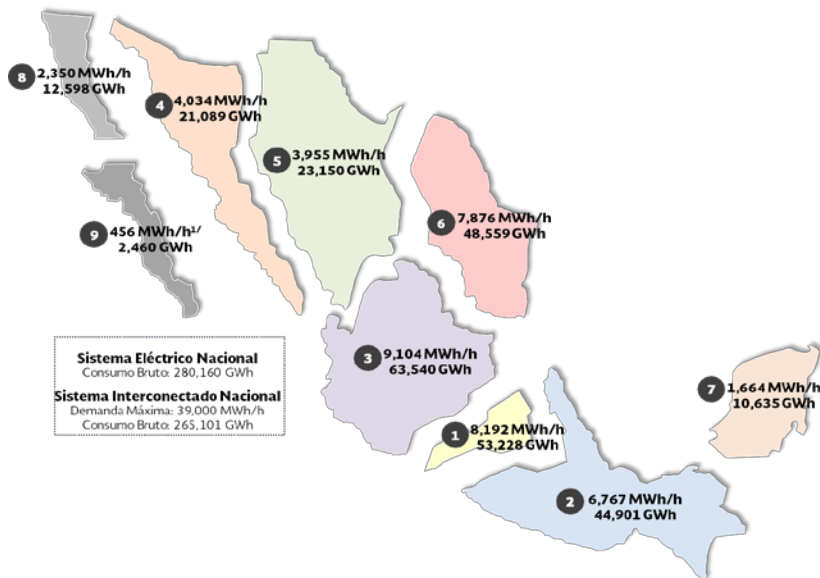 8
2,350 MWh/h
12,598 GWh
4
4,034 MWh/h
21,089 GWh
5
3,955 MWh/h
23,150 GWh
6
7,876 MWh/h
48,559 GWh
9
456 MWh/h1/
2,460 GWh
3
9,104 MWh/h
63,540 GWh
Sistema Eléctrico Nacional
Consumo Bruto: 280,160 GWh
Sistema Interconectado Nacional
Demanda Máxima: 39,000 MWh/h
Consumo Bruto: 265,101 GWh
7
1,664 MWh/h
10,635 GWh
1
8,192 MWh/h
53,228 GWh
2
6,767 MWh/h
44,901 GWh